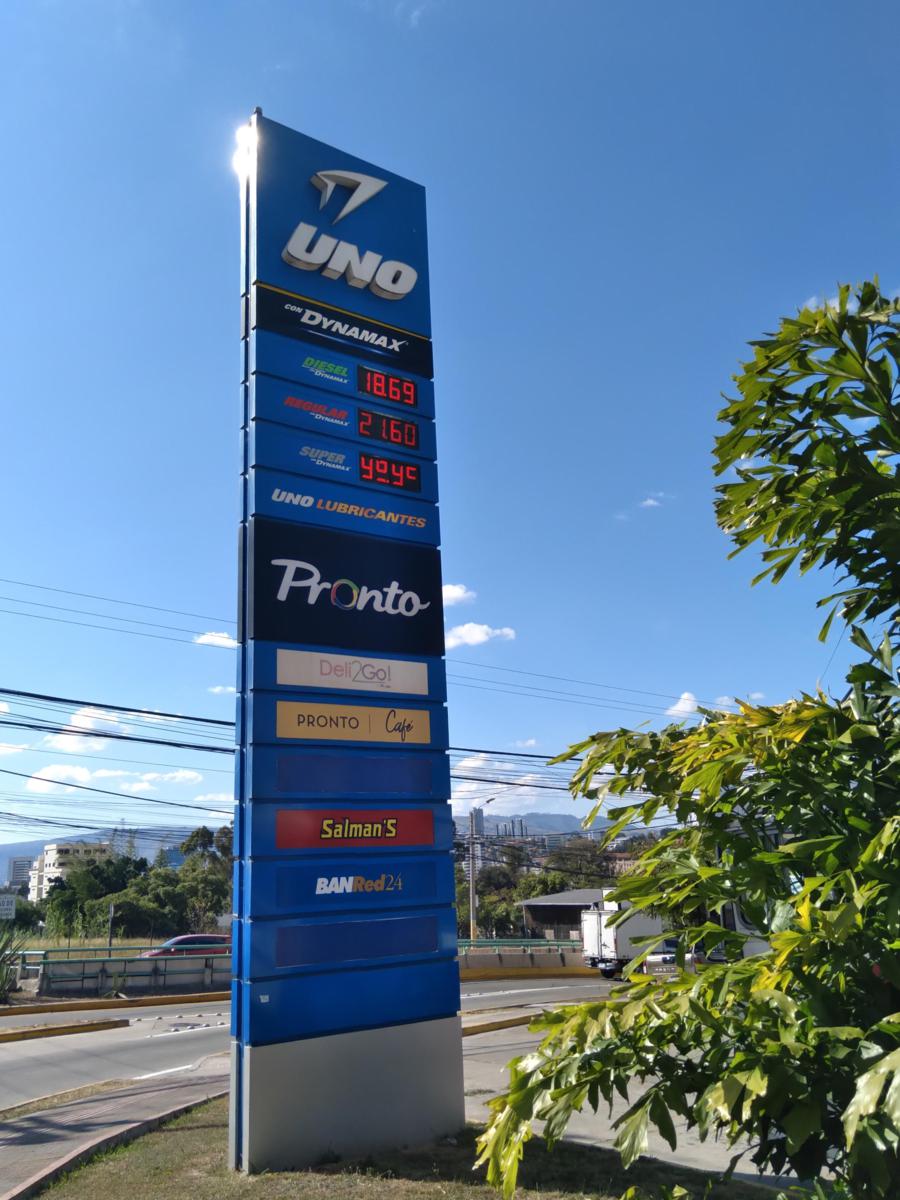 UNO
CON DYNAMAX
DIESEL
CON DYNAMAX
18.69
REGULAR
CON DYNAMAX
21.60
SUPER
CON DYNAMAX
UNO LUBRICANTES
Pronto
Deli2Go!
PRONTO | Café
Salman'S
BANRed24